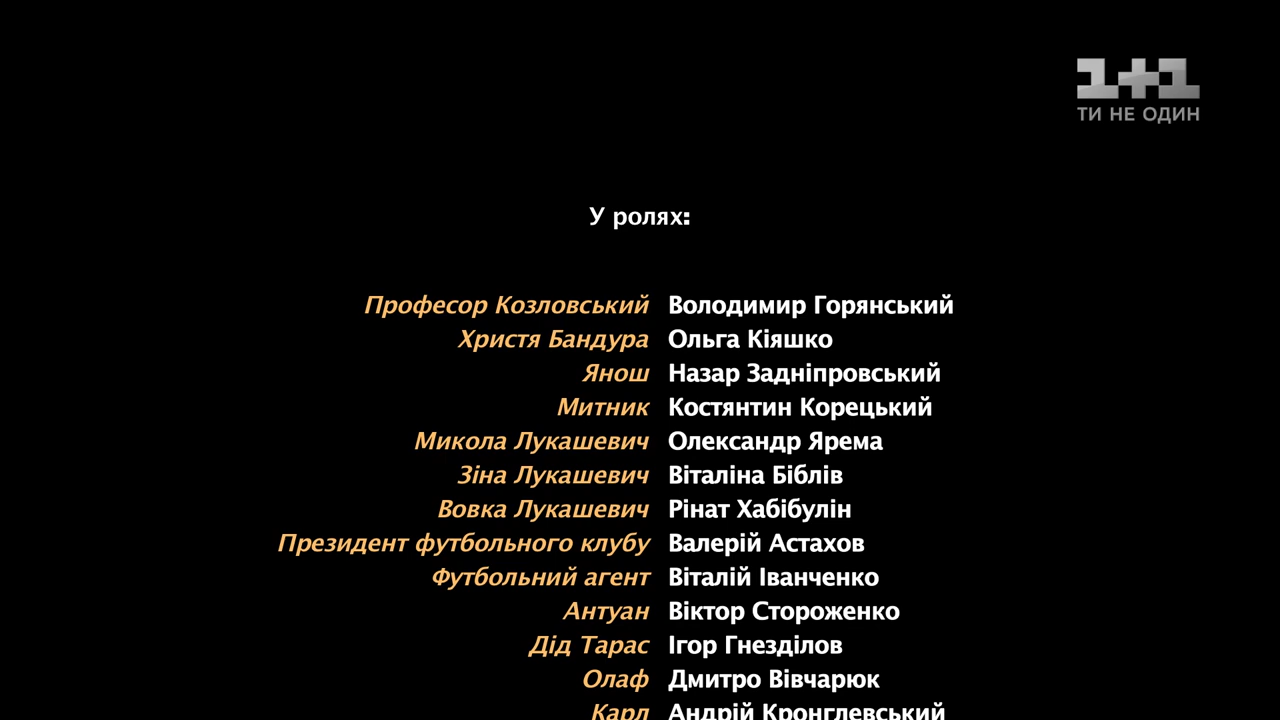 1+1
ТИ НЕ ОДИН
У ролях:
Професор Козловський Володимир Горянський
Христя Бандура Ольга Кіяшко
Янош Назар Задніпровський
Митник Костянтин Корецький
Микола Лукашевич Олександр Ярема
Зіна Лукашевич Віталіна Біблів
Вовка Лукашевич Рінат Хабібулін
Президент футбольного клубу Валерій Астахов
Футбольний агент Віталій Іванченко
Антуан Віктор Стороженко
Дід Тарас Ігор Гнезділов
Олаф Дмитро Вівчарюк
Карл Андрій Кронглевський